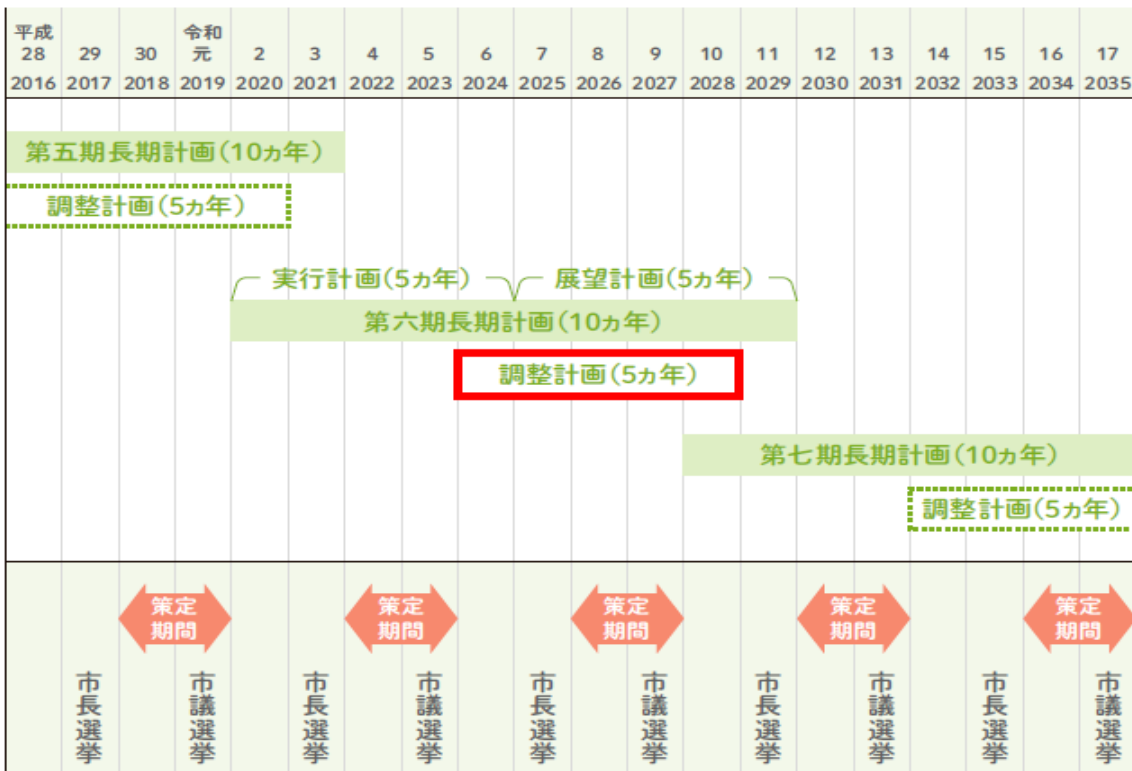 平成 令和
28 29 30 元 2 3 4 5 6 7 8 9 10 11 12 13 14 15 16 17
2016 2017 2018 2019 2020 2021 2022 2023 2024 2025 2026 2027 2028 2029 2030 2031 2032 2033 2034 2035
第五期長期計画(10ヵ年)
調整計画(5ヵ年)
実行計画(5ヵ年) 展望計画(5ヵ年)
第六期長期計画(10ヵ年)
調整計画(5ヵ年)
第七期長期計画(10ヵ年)
調整計画(5ヵ年)
策定 策定 策定 策定 策定
期間 期間 期間 期間 期間
市長選挙 市議選挙 市長選挙 市議選挙 市長選挙 市議選挙 市長選挙 市議選挙 市長選挙 市議選挙